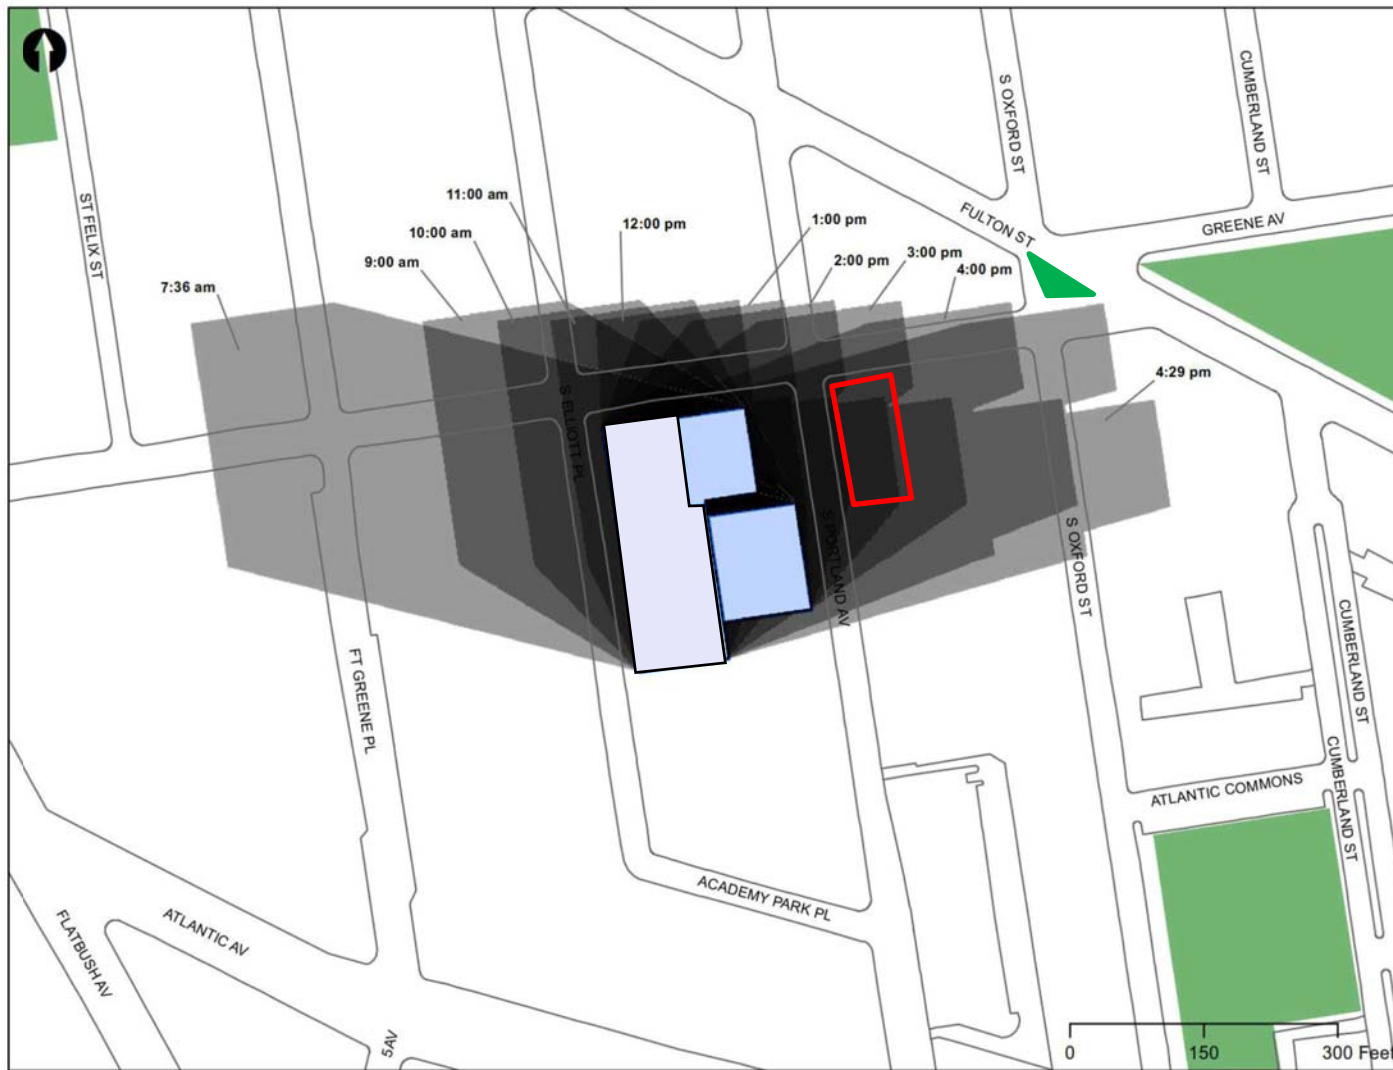 S OXFORD ST
CUMBERLAND ST
ST FELIX ST
11:00 am
12:00 pm
1:00 pm
FULTON ST
GREENE AV
10:00 am
9:00 am
2:00 pm
3:00 pm
4:00 pm
7:36 am
4:29 pm
S ELLIOTT PL
S PORTLAND AV
S OXFORD ST
CUMBERLAND ST
FT GREENE PL
ATLANTIC COMMONS
CUMBERLAND ST
ACADEMY PARK PL
ATLANTIC AV
FLATBUSH AV
5AV
0 150 300 Feet